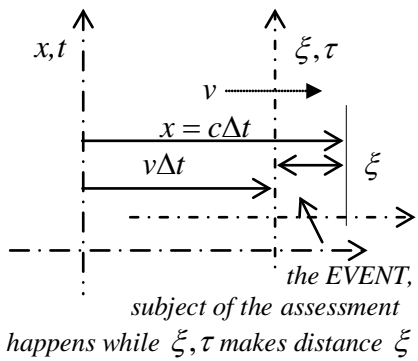 x,t
ξ,τ
v
x = cΔt
vΔt
ξ
the EVENT,
subject of the assessment
happens while ξ,τ makes distance ξ